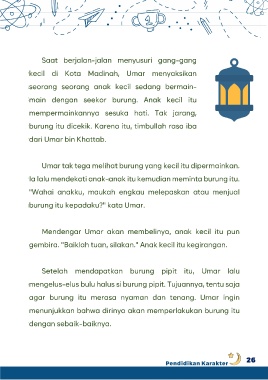 Saat berjalan-jalan menyusuri gang-gang
kecil di Kota Madinah, Umar menyaksikan
seorang seorang anak kecil sedang bermain-
main dengan seekor burung. Anak kecil itu
mempermainkannya sesuka hati. Tak jarang,
burung itu dicekik. Karena itu, timbullah rasa iba
dari Umar bin Khattab.
Umar tak tega melihat burung yang kecil itu dipermainkan.
Ia lalu mendekati anak-anak itu kemudian meminta burung itu.
"Wahai anakku, maukah engkau melepaskan atau menjual
burung itu kepadaku?" kata Umar.
Mendengar Umar akan membelinya, anak kecil itu pun
gembira. "Baiklah tuan, silakan." Anak kecil itu kegirangan.
Setelah mendapatkan burung pipit itu, Umar lalu
mengelus-elus bulu halus si burung pipit. Tujuannya, tentu saja
agar burung itu merasa nyaman dan tenang. Umar ingin
menunjukkan bahwa dirinya akan memperlakukan burung itu
dengan sebaik-baiknya.
Pendidikan Karakter 26